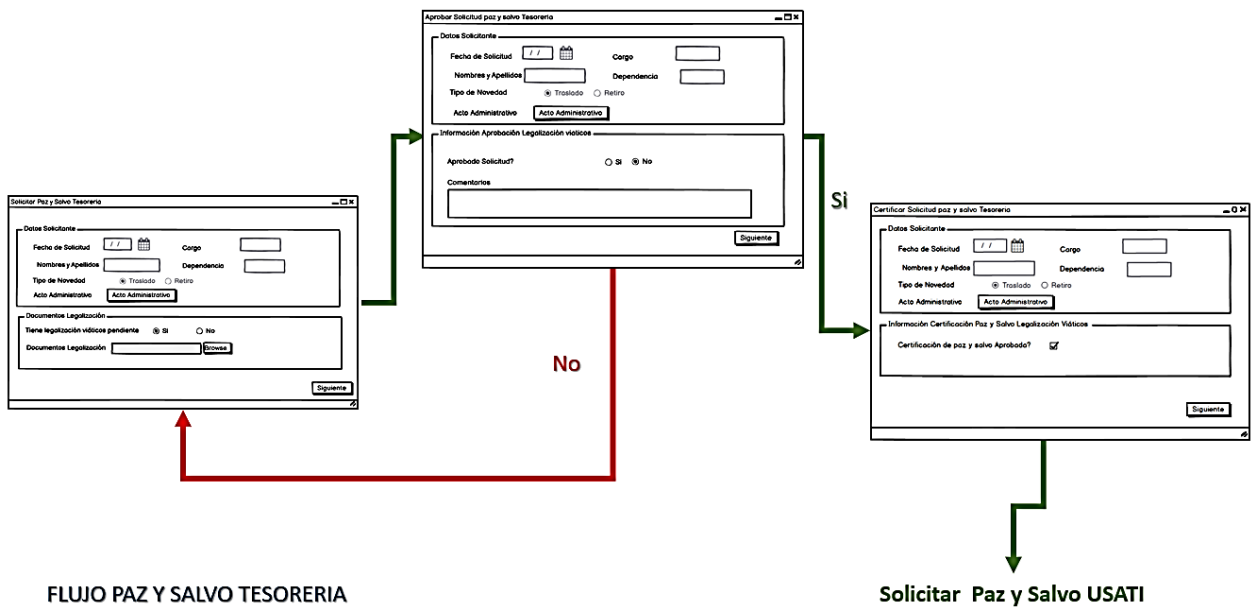 Aprobar Solicitud paz y salvo Tesoreria
Datos Solicitante
Fecha de Solicitud / / Cargo
Nombres y Apellidos Dependencia
Tipo de Novedad Traslado Retiro
Acto Administrativo Acto Administrativo
Información Aprobación Legalización viáticos
Aprobado Solicitud? Si No
Comentarios
Siguiente
Solicitar Paz y Salvo Tesoreria
Datos Solicitante
Fecha de Solicitud / / Cargo
Nombres y Apellidos Dependencia
Tipo de Novedad Traslado Retiro
Acto Administrativo Acto Administrativo
Documentos Legalización
Tiene legalización viáticos pendiente Si No
Documentos Legalización Browse
Siguiente
Si
No
Certificar Solicitud paz y salvo Tesoreria
Datos Solicitante
Fecha de Solicitud / / Cargo
Nombres y Apellidos Dependencia
Tipo de Novedad Traslado Retiro
Acto Administrativo Acto Administrativo
Información Certificación Paz y Salvo Legalización Viáticos
Certificación de paz y salvo Aprobada?
Siguiente
FLUJO PAZ Y SALVO TESORERIA
Solicitar Paz y Salvo USATI